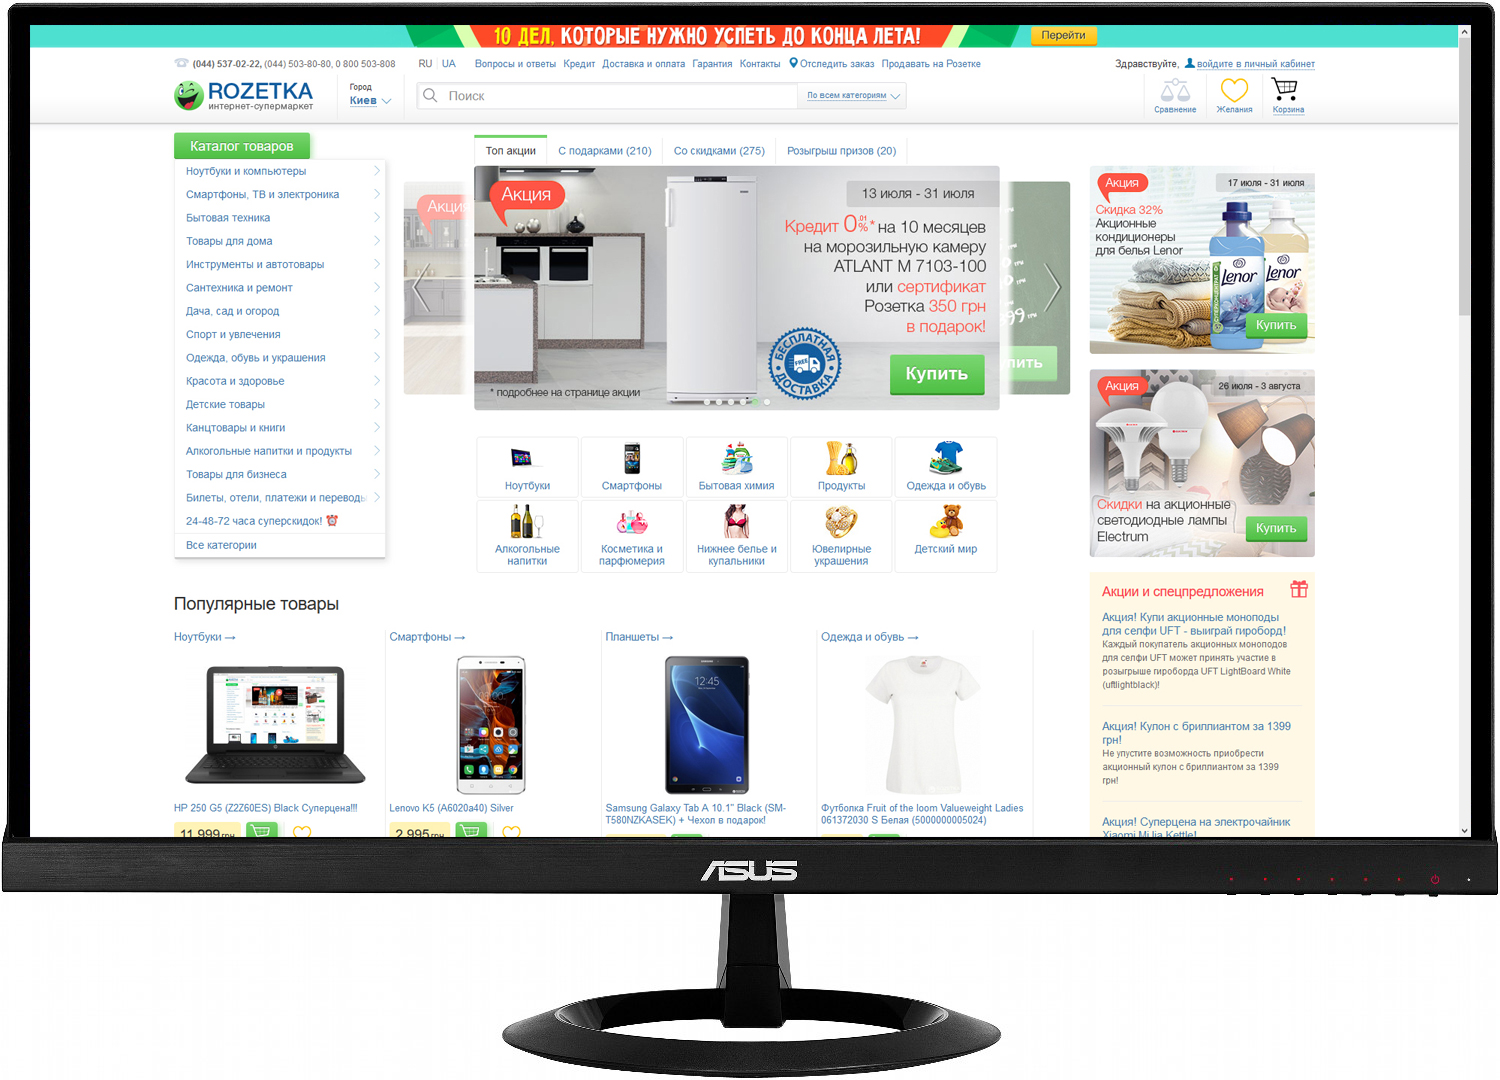 10 ДЕЛ, КОТОРЫЕ НУЖНО УСПЕТЬ ДО КОНЦА ЛЕТА!
Перейти
(044) 537-02-22, (044) 503-80-80, 0 800 503-808
RU UA
Вопросы и ответы Кредит Доставка и оплата Гарантия Контакты Отследить заказ Продавать на Розетке
Здравствуйте, войдите в личный кабинет
ROZETKA
интернет-супермаркет
Город
Киев
Поиск
По всем категориям
Сравнение
Желания
Корзина
Каталог товаров
Ноутбуки и компьютеры
Смартфоны, ТВ и электроника
Бытовая техника
Товары для дома
Инструменты и автотовары
Сантехника и ремонт
Дача, сад и огород
Спорт и увлечения
Одежда, обувь и украшения
Красота и здоровье
Детские товары
Канцтовары и книги
Алкогольные напитки и продукты
Товары для бизнеса
Билеты, отели, платежи и переводы
24-48-72 часа суперскидок!
Все категории
Топ акции
С подарками (210)
Со скидками (275)
Розыгрыш призов (20)
Акция
Акция
13 июля - 31 июля
Кредит 0,01%* на 10 месяцев
на морозильную камеру
ATLANT M 7103-100
или сертификат
Розетка 350 грн
в подарок!
БЕСПЛАТНАЯ
FREE
ДОСТАВКА
Купить
* подробнее на странице акции
99 грн
пить
Акция
17 июля - 31 июля
Скидка 32%
Акционные
кондиционеры
для белья Lenor
Lenor
Lenor
Купить
Акция
26 июля - 3 августа
Скидки на акционные
светодиодные лампы
Electrum
Купить
Ноутбуки
Смартфоны
Бытовая химия
Продукты
Одежда и обувь
Алкогольные
напитки
Косметика и
парфюмерия
Нижнее белье и
купальники
Ювелирные
украшения
Детский мир
Популярные товары
Ноутбуки →
HP 250 G5 (Z2Z60ES) Black Суперцена!!!
11 999 грн
Смартфоны →
Lenovo K5 (A6020a40) Silver
2 995 грн
Планшеты →
SAMSUNG
12:45
Samsung Galaxy Tab A 10.1" Black (SM-
T580NZKASEK) + Чехол в подарок!
Одежда и обувь →
Футболка Fruit of the loom Valueweight Ladies
061372030 S Белая (5000000005024)
Акции и спецпредложения
Акция! Купи акционные моноподы
для селфи UFT - выиграй гироборд!
Каждый покупатель акционных моноподов
для селфи UFT может принять участие в
розыгрыше гироборда UFT LightBoard White
(uftlightblack)!
Акция! Купон с бриллиантом за 1399
грн!
Не упустите возможность приобрести
акционный купон с бриллиантом за 1399
грн!
Акция! Суперцена на электрочайник
Xiaomi MiJia Kettle!
ASUS